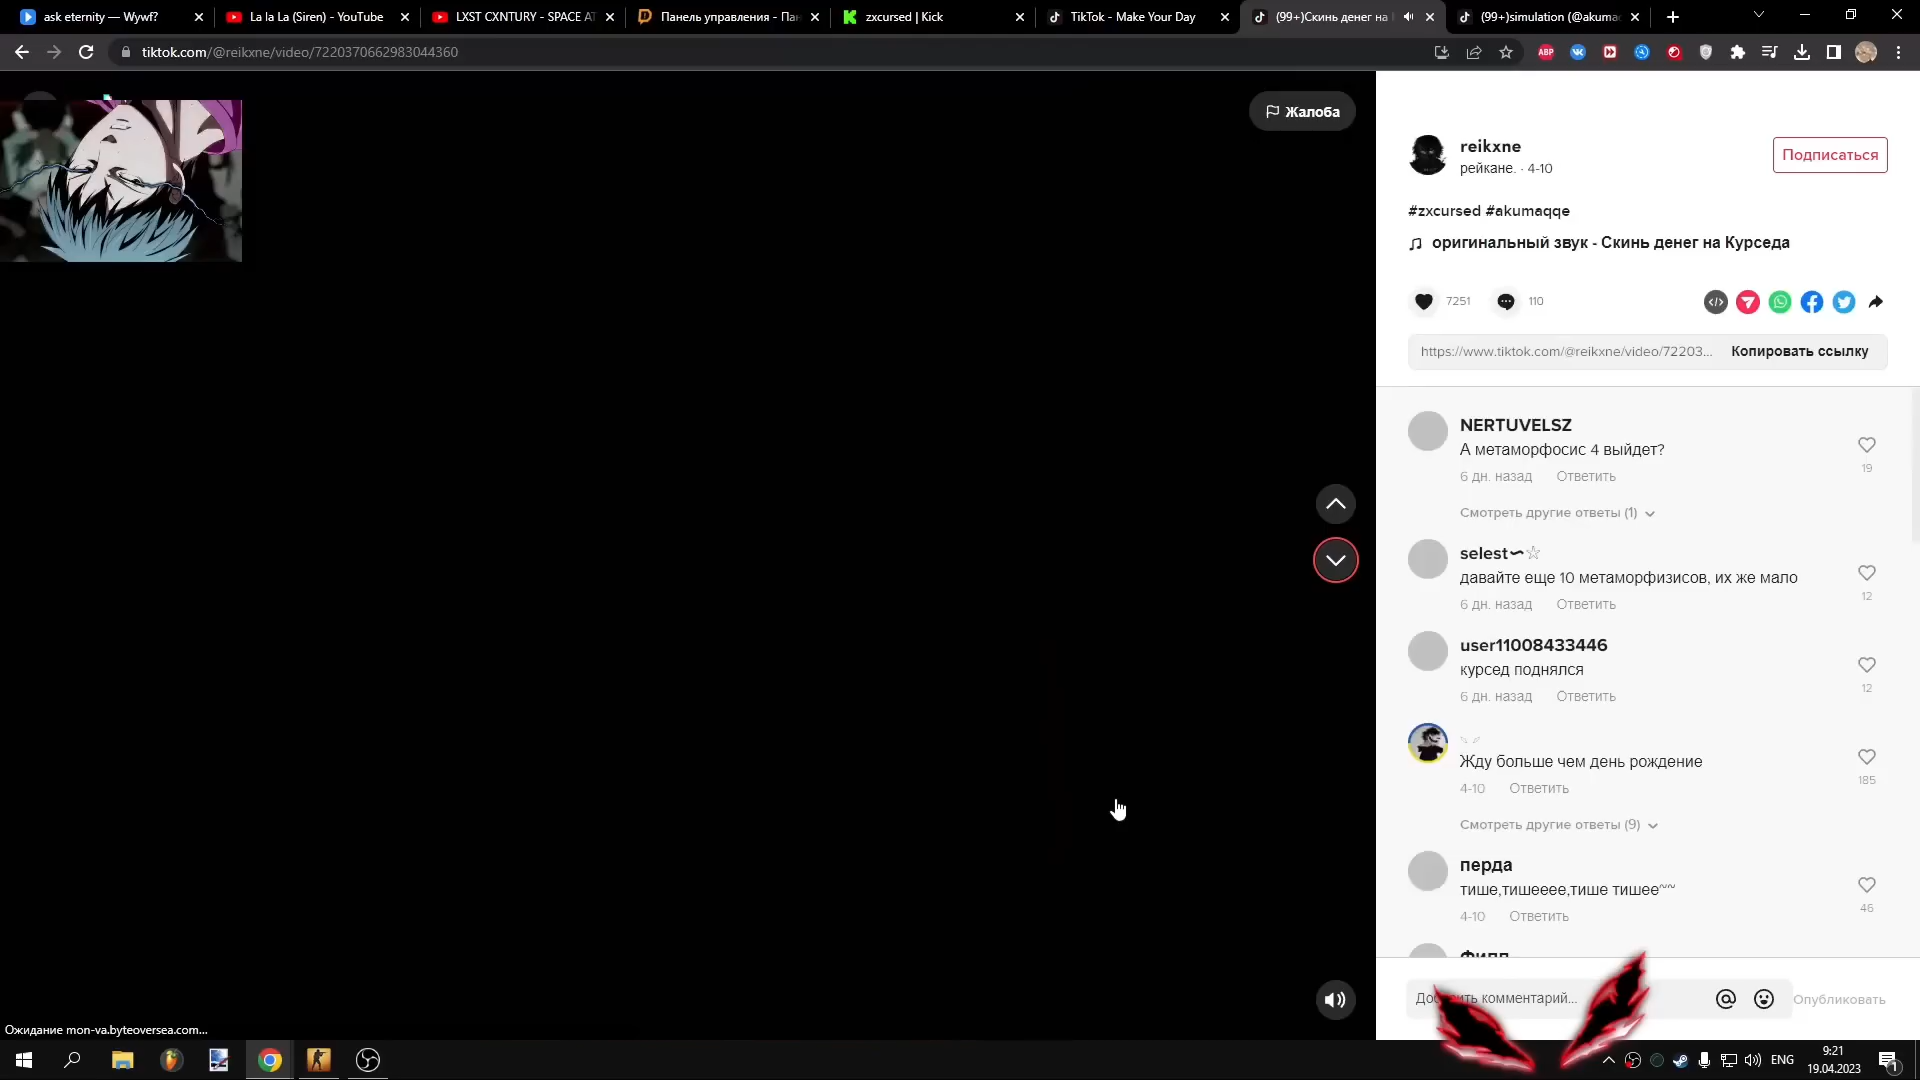 ask eternity — Wywf?
La la La (Siren) - YouTube
LXST CXNTURY - SPACE AT
Панель управления - Пан
zxcursed | Kick
TikTok - Make Your Day
(99+)Скинь денег на
(99+)simulation (@akuma
tiktok.com/@reikxne/video/7220370662983044360
ABP
Жалоба
reikxne
рейкане. · 4-10
Подписаться
#zxcursed #akumaqqe
оригинальный звук - Скинь денег на Курседа
7251
110
https://www.tiktok.com/@reikxne/video/72203...
Копировать ссылку
NERTUVELSZ
А метаморфосис 4 выйдет?
19
6 дн. назад
Ответить
Смотреть другие ответы (1)
selest∽☆
давайте еще 10 метаморфизисов, их же мало
12
6 дн. назад
Ответить
user11008433446
курсед поднялся
12
6 дн. назад
Ответить
Жду больше чем день рождение
185
4-10
Ответить
Смотреть другие ответы (9)
перда
тише,тишееее,тише тишее~~
46
4-10
Ответить
Филп
комментарий...
Опубликовать
Ожидание mon-va.byteoversea.com...
ENG
9:21
19.04.2023
1